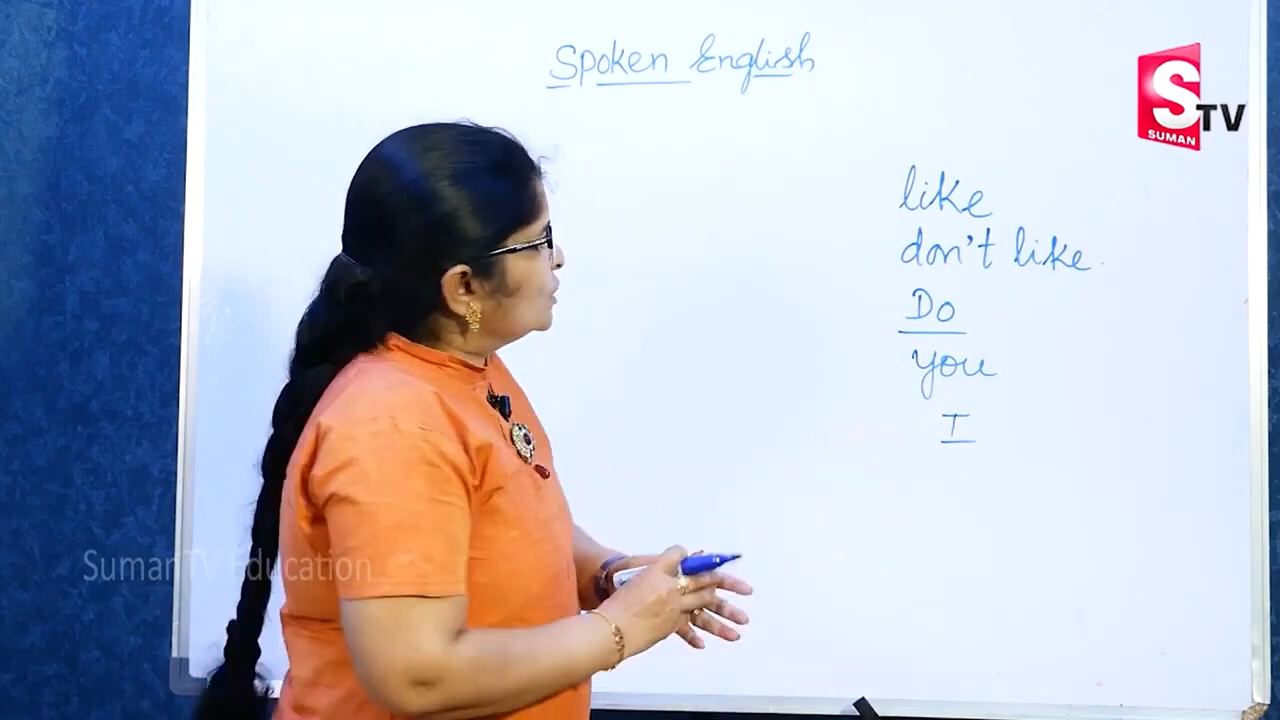 Spoken English
S TV
SUMAN
like
don't like.
Do
you
I
SumanTV Education